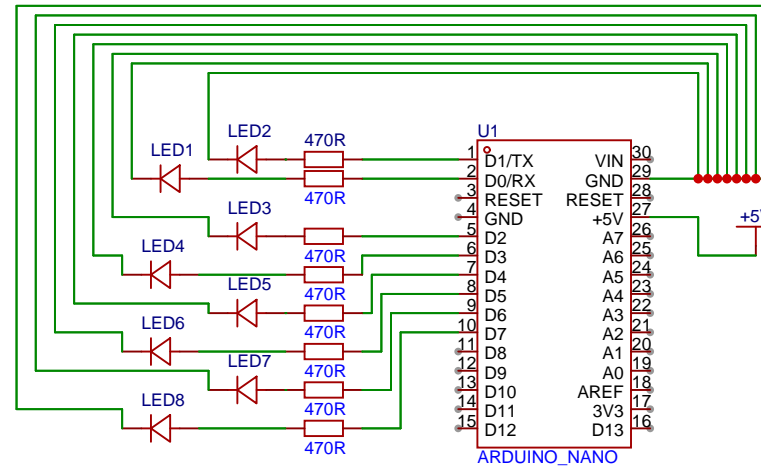 U1
LED2
470R
LED1
470R
1
D1/TX
VIN
30
2
D0/RX
GND
29
3
RESET
RESET
28
4
GND
+5V
27
+5
LED3
470R
5
D2
A7
26
LED4
470R
6
D3
A6
25
LED5
470R
7
D4
A5
24
LED6
470R
8
D5
A4
23
9
D6
A3
22
LED7
470R
10
D7
A2
21
11
D8
A1
20
12
D9
A0
19
LED8
470R
13
D10
AREF
18
14
D11
3V3
17
15
D12
D13
16
ARDUINO_NANO